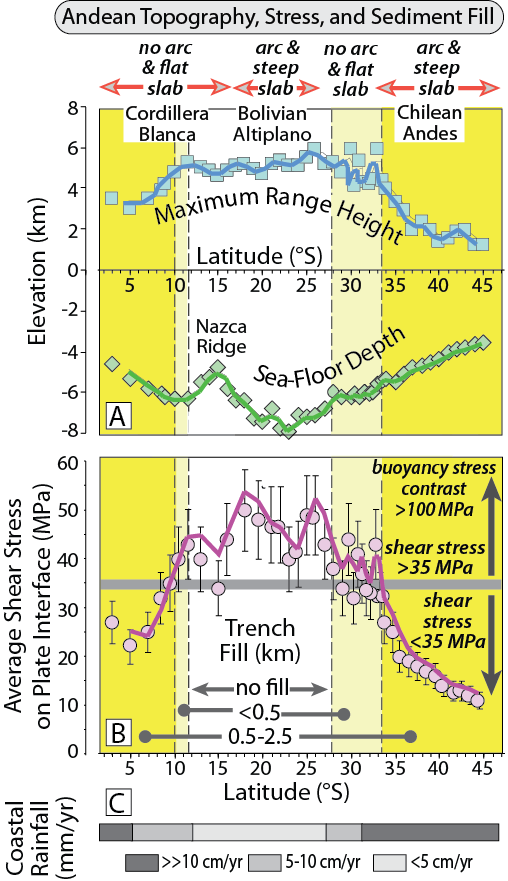 Andean Topography, Stress, and Sediment Fill
no arc & flat slab
arc & steep slab
no arc & flat slab
arc & steep slab
Cordillera Blanca
Bolivian Altiplano
Chilean Andes
Elevation (km)
8
6
4
2
0
-2
-4
-6
-8
Maximum Range Height
Latitude (°S)
5 10 15 20 25 30 35 40 45
Nazca Ridge
Sea-Floor Depth
A
Average Shear Stress on Plate Interface (MPa)
60
50
40
30
20
10
0
buoyancy stress contrast >100 MPa
shear stress >35 MPa
shear stress <35 MPa
Trench Fill (km)
no fill
<0.5
0.5-2.5
B
5 10 15 20 25 30 35 40 45
Latitude (°S)
C
Coastal Rainfall (mm/yr)
>>10 cm/yr
5-10 cm/yr
<5 cm/yr